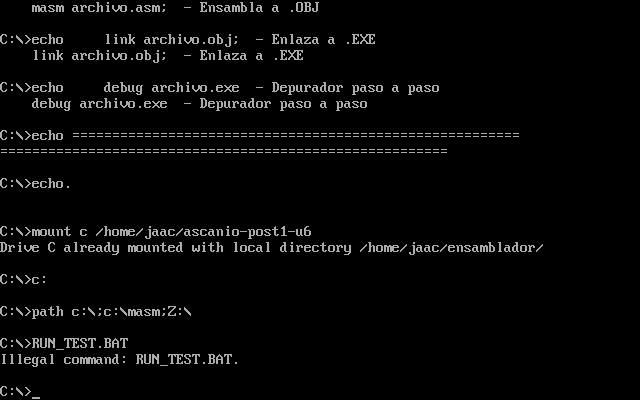 masm archivo.asm;  - Ensambla a .OBJ
C:\>echo     link archivo.obj;  - Enlaza a .EXE
    link archivo.obj;  - Enlaza a .EXE
C:\>echo     debug archivo.exe  - Depurador paso a paso
    debug archivo.exe  - Depurador paso a paso
C:\>echo ========================================================
========================================================
C:\>echo.
C:\>mount c /home/jaac/ascanio-post1-u6
Drive C already mounted with local directory /home/jaac/ensamblador/
C:\>c:
C:\>path c:\;c:\masm;Z:\
C:\>RUN_TEST.BAT
Illegal command: RUN_TEST.BAT.
C:\>_